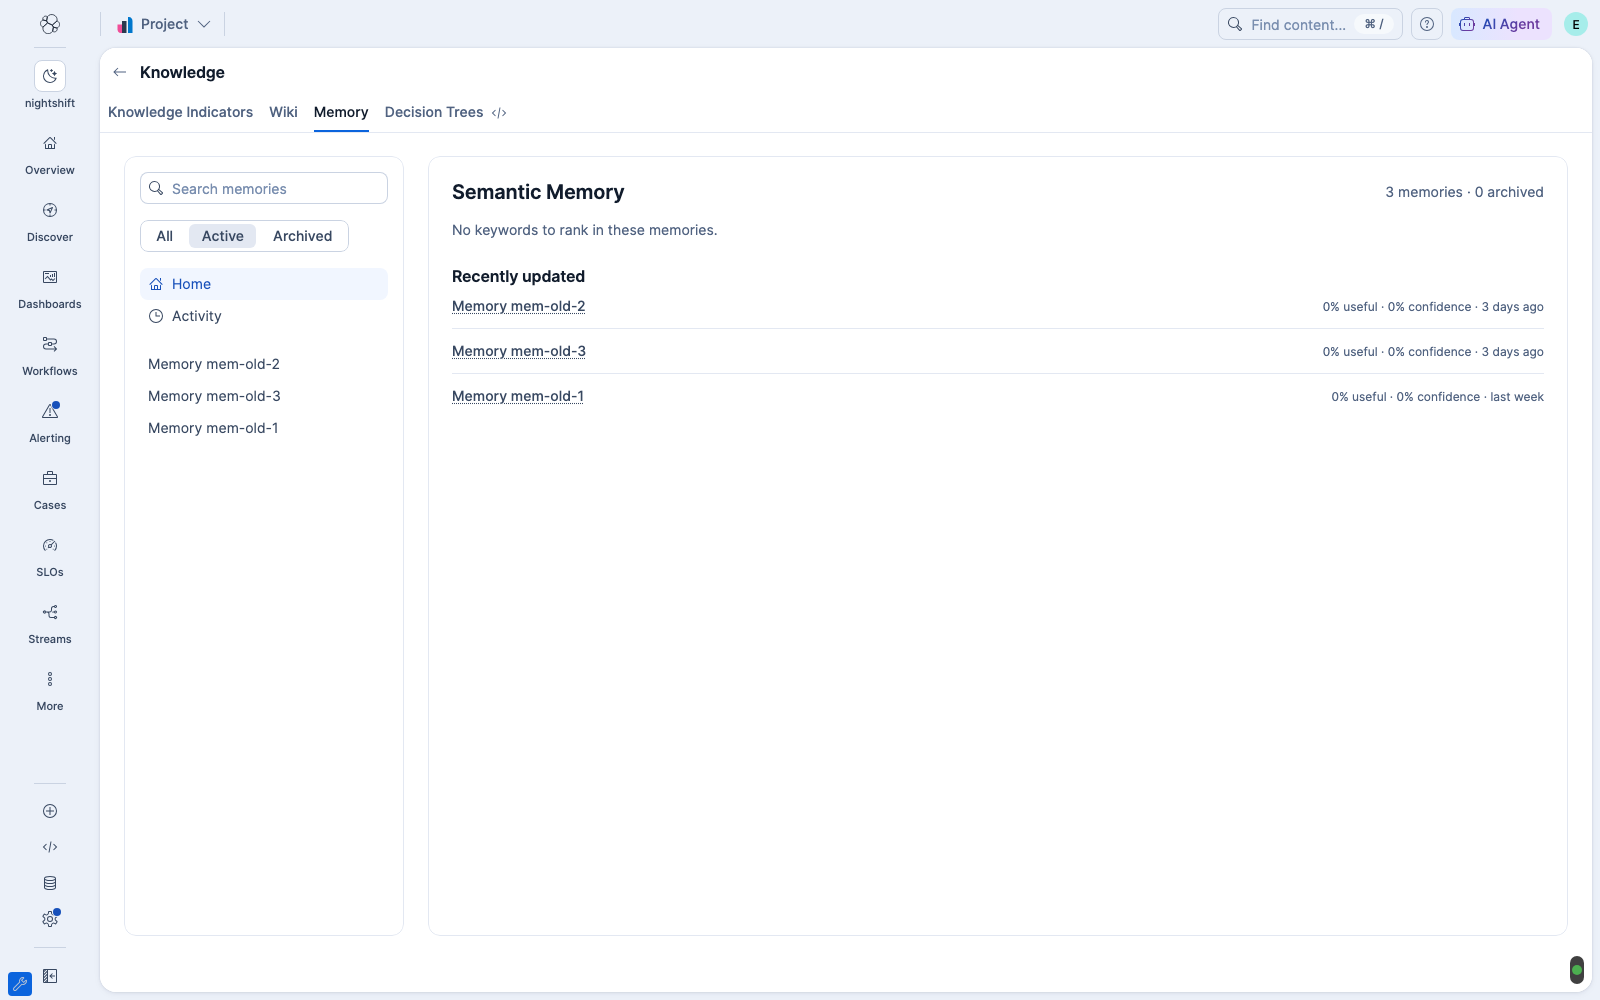 Project
Find content...
⌘ /
AI Agent
E
nightshift
Overview
Discover
Dashboards
Workflows
Alerting
Cases
SLOs
Streams
More
Knowledge
Knowledge Indicators
Wiki
Memory
Decision Trees
Search memories
All
Active
Archived
Home
Activity
Memory mem-old-2
Memory mem-old-3
Memory mem-old-1
Semantic Memory
3 memories · 0 archived
No keywords to rank in these memories.
Recently updated
Memory mem-old-2
0% useful · 0% confidence · 3 days ago
Memory mem-old-3
0% useful · 0% confidence · 3 days ago
Memory mem-old-1
0% useful · 0% confidence · last week